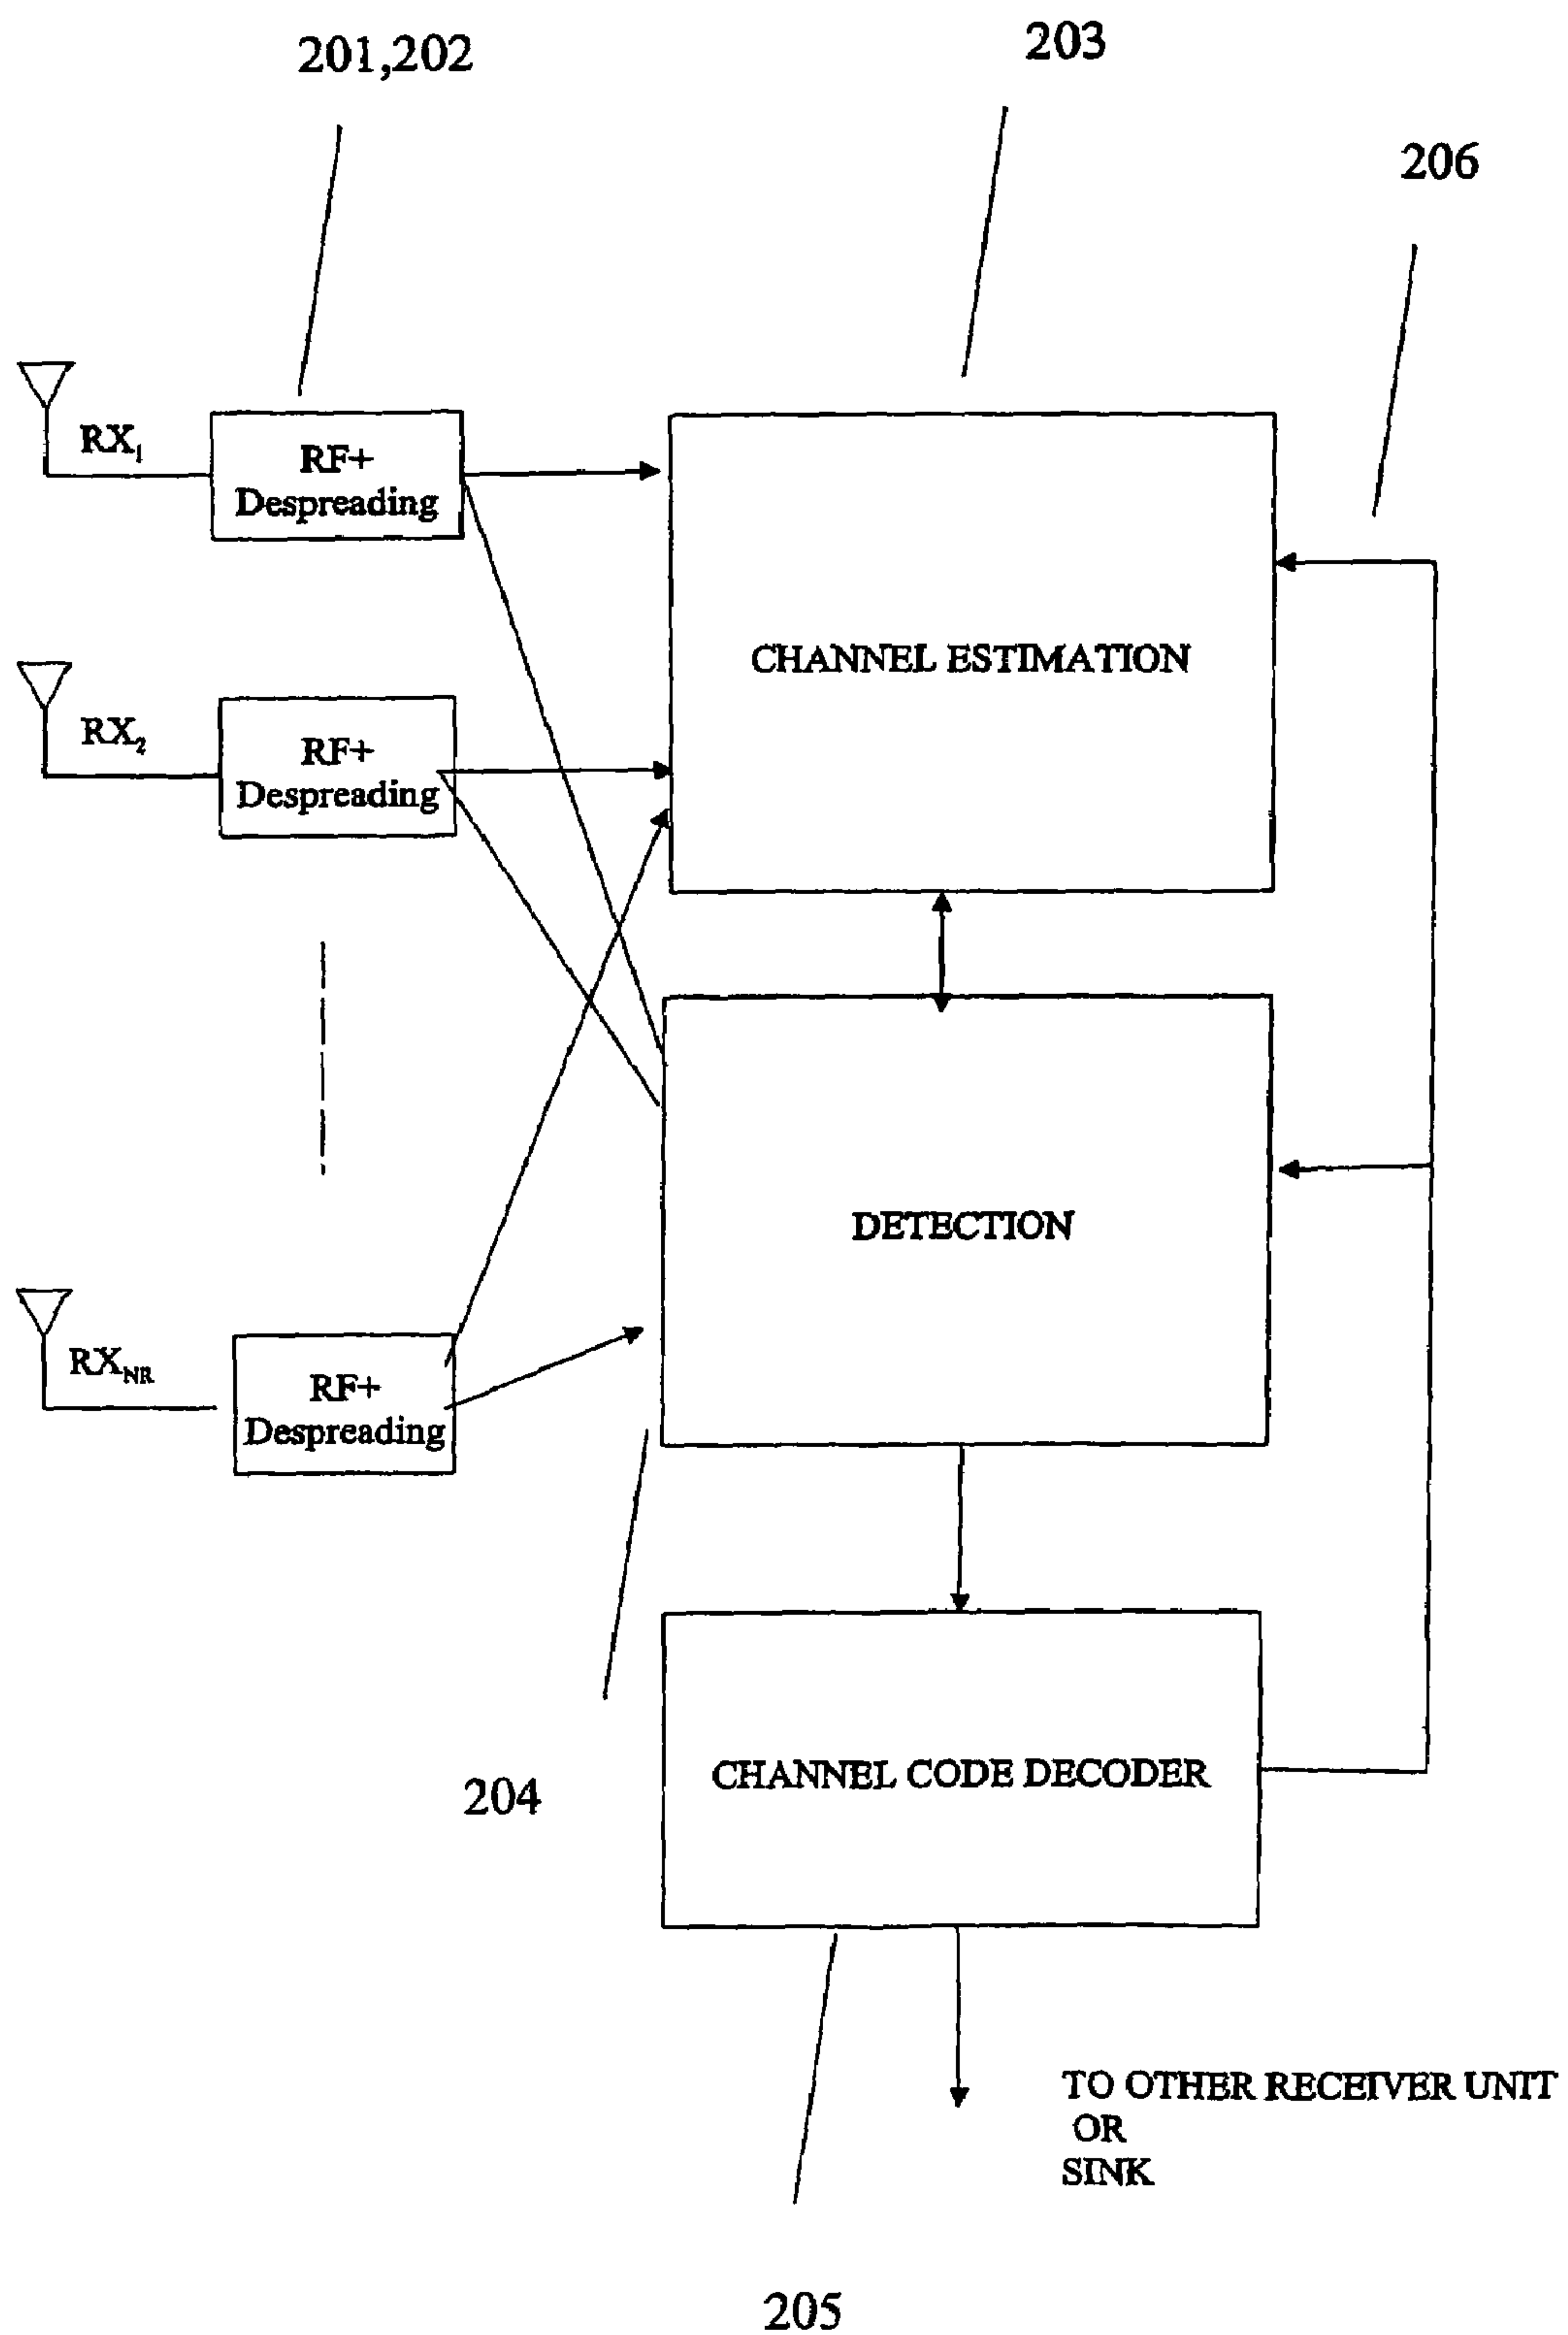 201,202
203
206
RX1
RF+
Despreading
CHANNEL ESTIMATION
RX2
RF+
Despreading
DETECTION
RXNR
RF+
Despreading
204
CHANNEL CODE DECODER
TO OTHER RECEIVER UNIT
OR
SINK
205